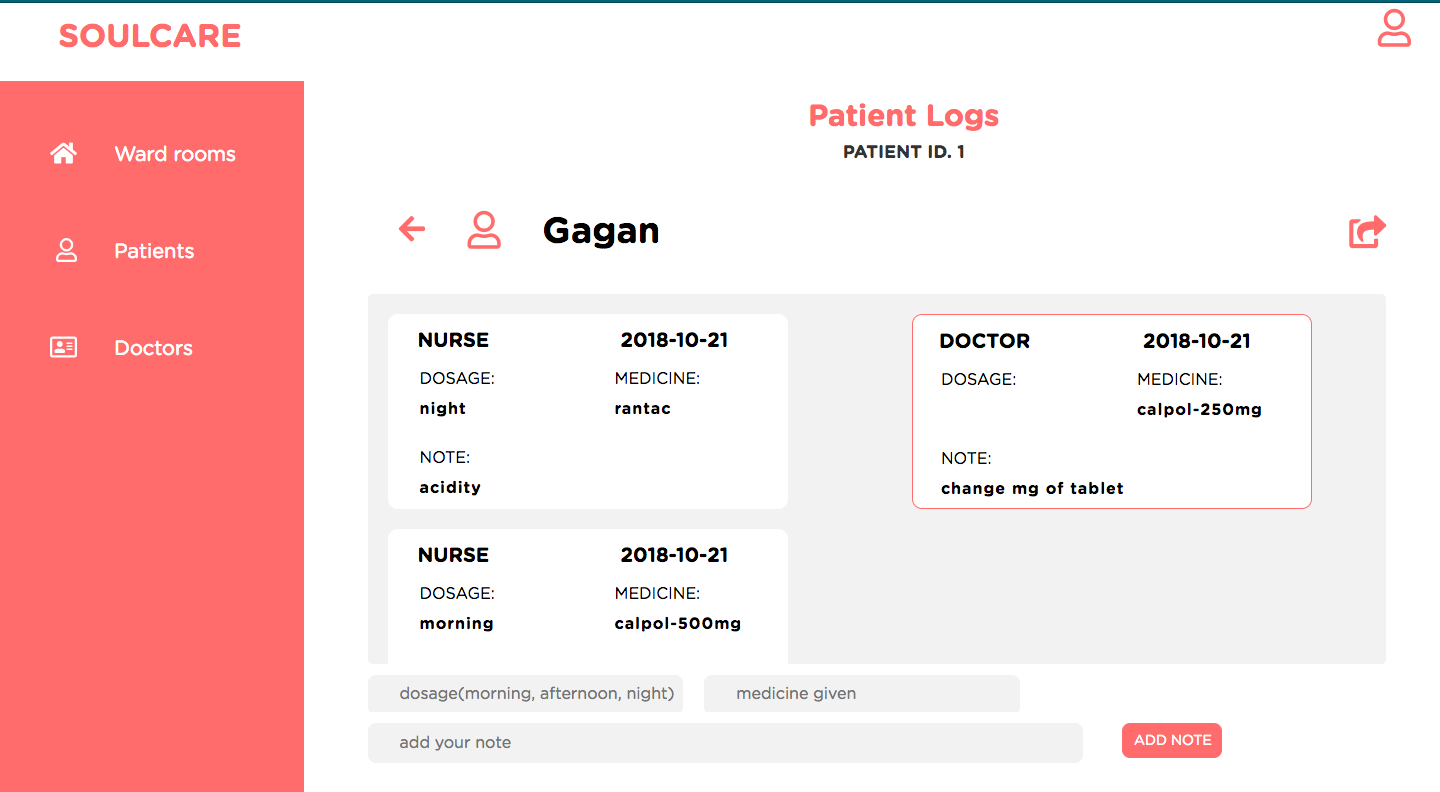 SOULCARE
Ward rooms
Patients
Doctors
Patient Logs
PATIENT ID. 1
Gagan
NURSE 2018-10-21
DOSAGE: MEDICINE:
night rantac
NOTE:
acidity
DOCTOR 2018-10-21
DOSAGE: MEDICINE:
calpol-250mg
NOTE:
change mg of tablet
NURSE 2018-10-21
DOSAGE: MEDICINE:
morning calpol-500mg
dosage(morning, afternoon, night) medicine given
add your note ADD NOTE